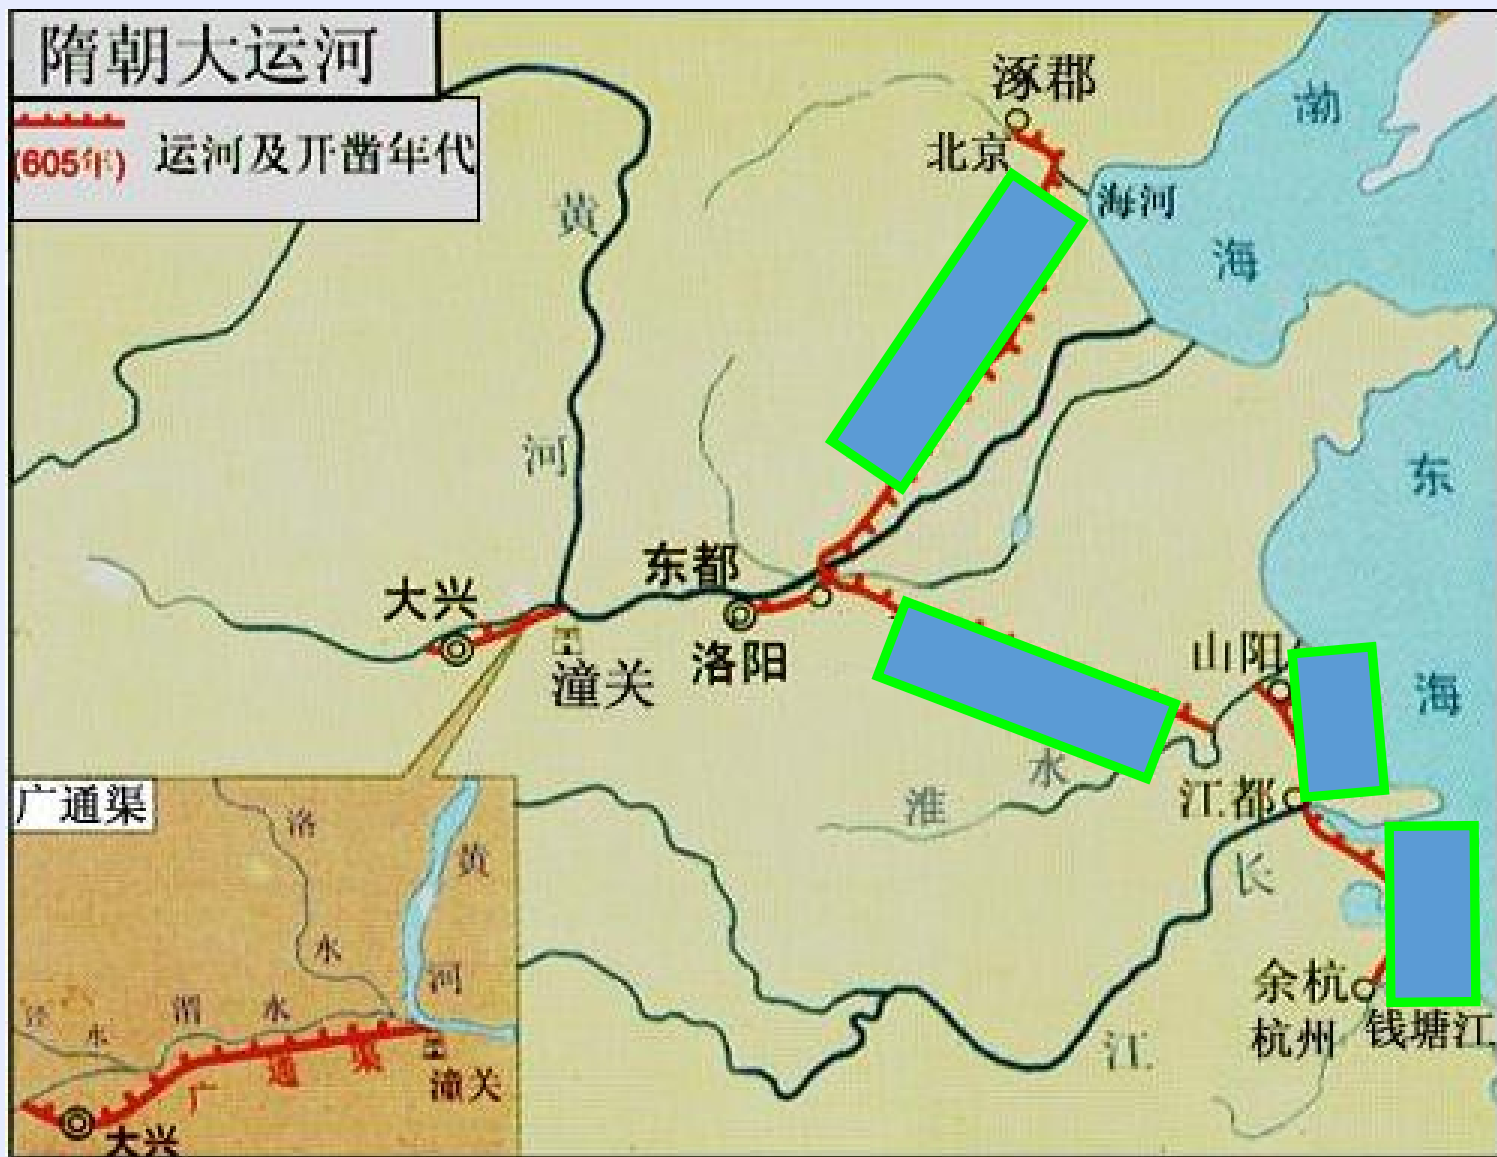 隋朝大运河
(605年) 运河及开凿年代
涿郡
北京
渤
海
海河
黄
河
东
海
东都
洛阳
大兴
潼关
山阳
淮
水
江都
长
江
余杭
杭州
钱塘江
广通渠
洛
水
黄
河
渭
水
泾
水
广
通
渠
潼关
大兴